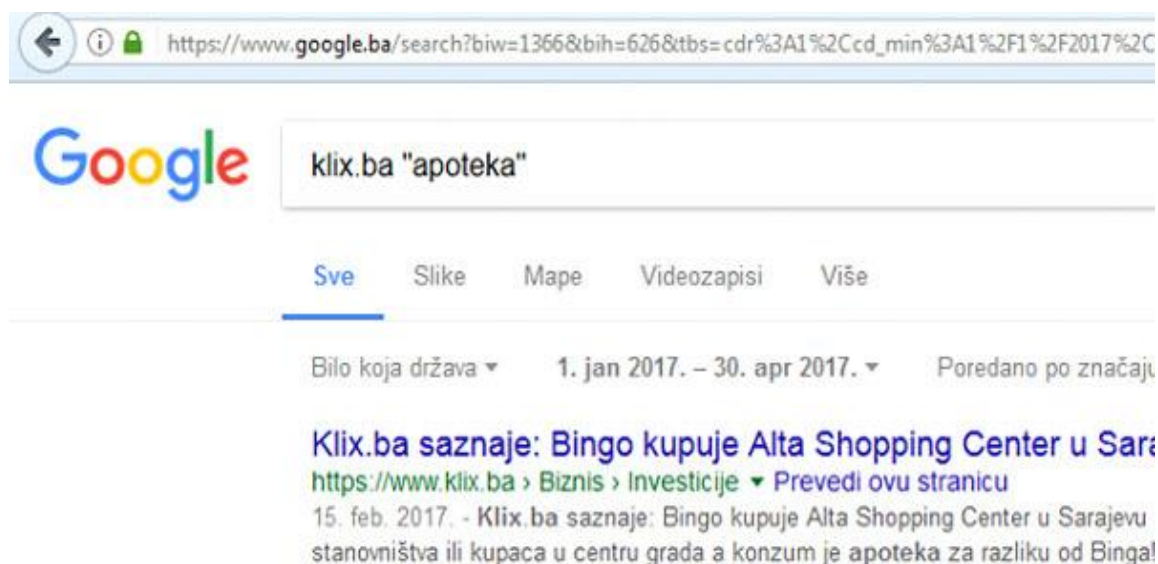 https://www.google.ba/search?biw=1366&bih=626&tbs=cdr%3A1%2Ccd_min%3A1%2F1%2F2017%2C
Google
klix.ba "apoteka"
Sve Slike Mape Videozapisi Više
Bilo koja država 1. jan 2017. – 30. apr 2017. Poredano po značaju
Klix.ba saznaje: Bingo kupuje Alta Shopping Center u Sara
https://www.klix.ba › Biznis › Investicije Prevedi ovu stranicu
15. feb. 2017. - Klix.ba saznaje: Bingo kupuje Alta Shopping Center u Sarajevu
stanovništva ili kupaca u centru grada a konzum je apoteka za razliku od Binga!